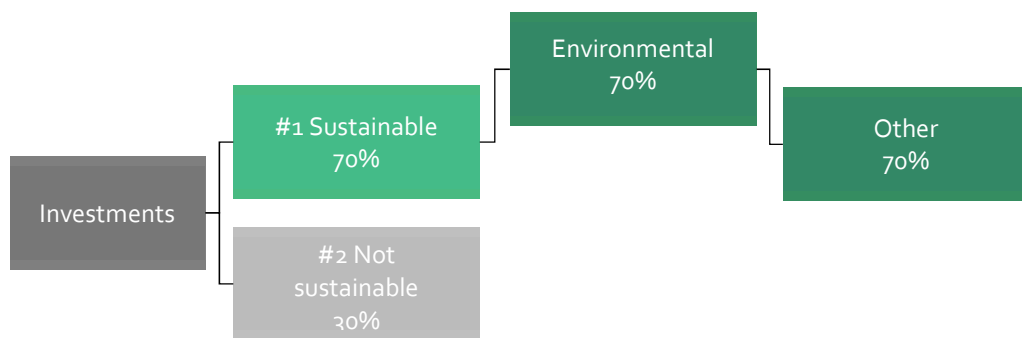 Investments
#1 Sustainable
70%
#2 Not
sustainable
30%
Environmental
70%
Other
70%